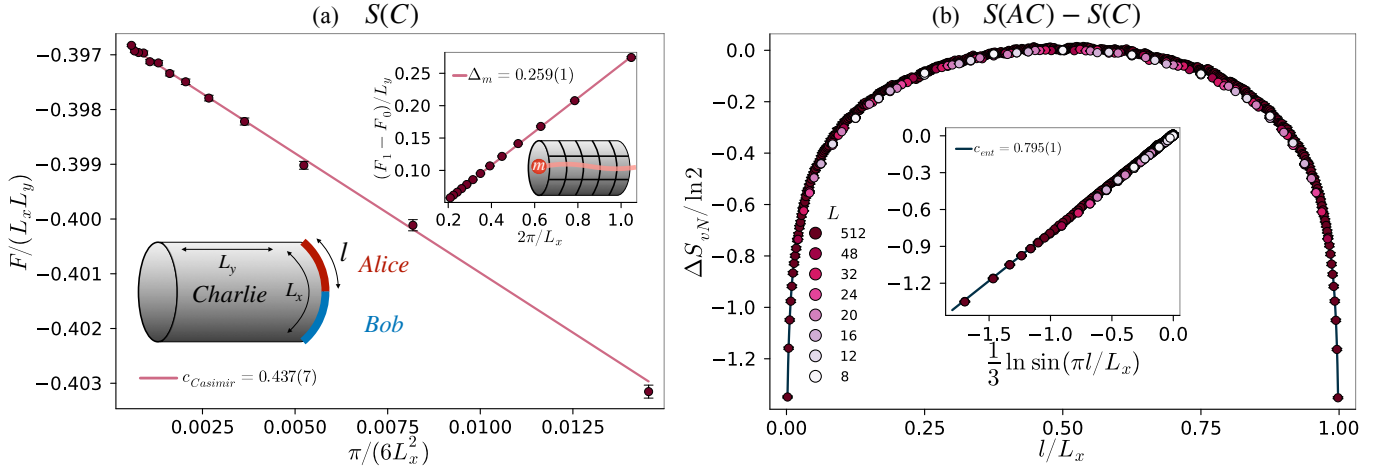 (a) S(C)
F/(L_xL_y)
−0.397
−0.398
−0.399
−0.400
−0.401
−0.402
−0.403
0.0025
0.0050
0.0075
0.0100
0.0125
π/(6L_x^2)
c_Casimir = 0.437(7)
L_y
Charlie
L_x
l
Alice
Bob
(F_1 − F_0)/L_y
0.25
0.20
0.15
0.10
Δ_m = 0.259(1)
m
0.2
0.4
0.6
0.8
1.0
2π/L_x
(b) S(AC) − S(C)
ΔS_vN/ ln2
0.0
−0.2
−0.4
−0.6
−0.8
−1.0
−1.2
0.00
0.25
0.50
0.75
1.00
l/L_x
L
512
48
32
24
20
16
12
8
c_ent = 0.795(1)
0.0
−0.3
−0.6
−0.9
−1.2
−1.5
−1.0
−0.5
0.0
1/3 ln sin(πl/L_x)